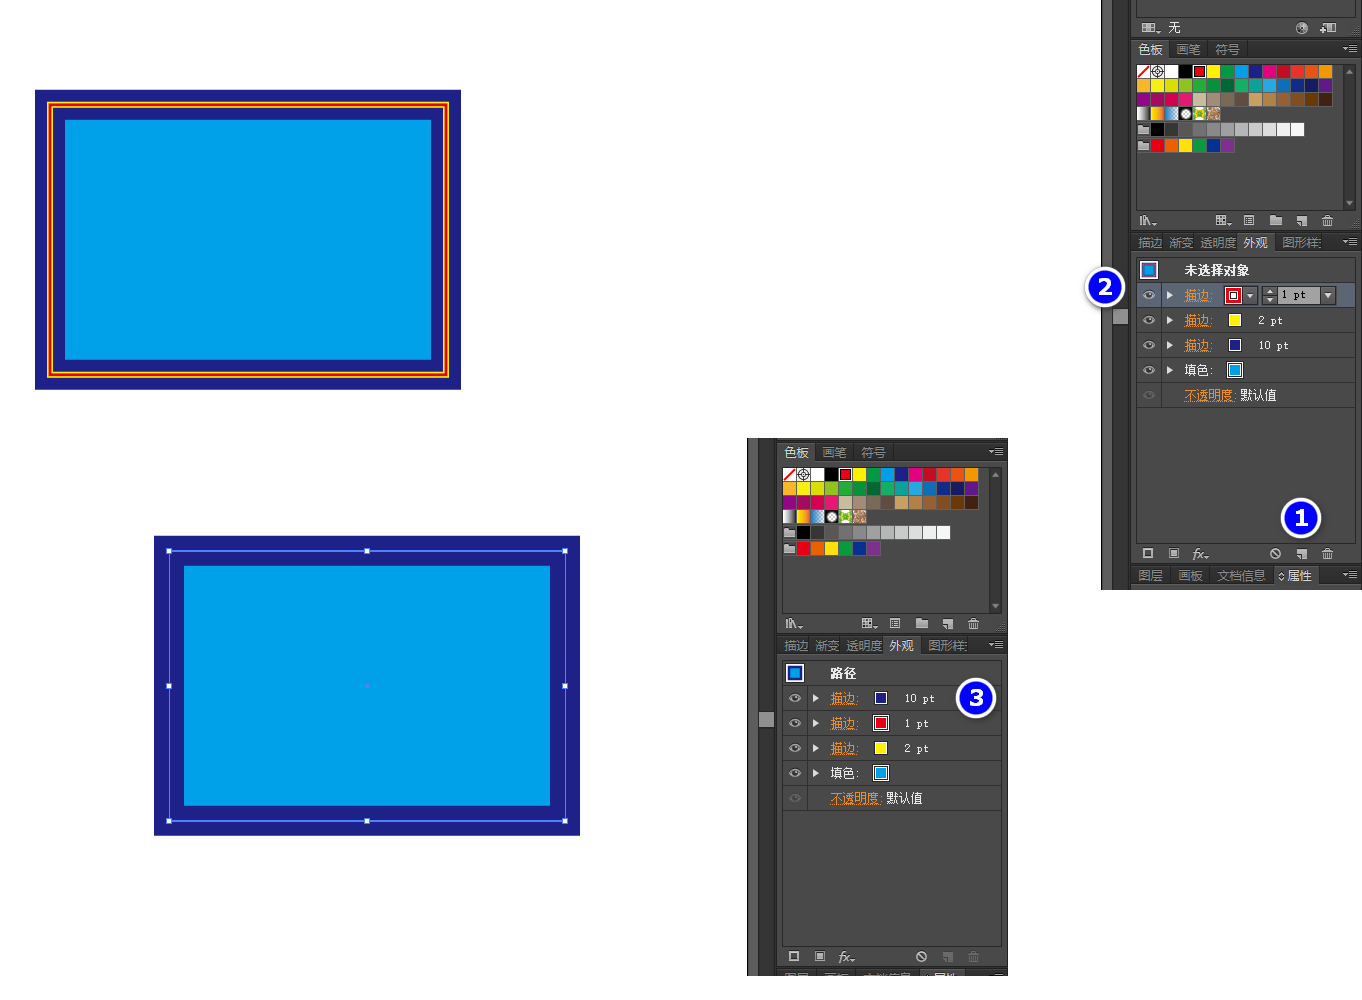 无
色板 画笔 符号
描边 渐变 透明度 外观 图形样
未选择对象
2
描边: 1 pt
描边: 2 pt
描边: 10 pt
填色:
不透明度: 默认值
1
fx
图层 画板 文档信息 属性
色板 画笔 符号
描边 渐变 透明度 外观 图形样
路径
描边: 10 pt
3
描边: 1 pt
描边: 2 pt
填色:
不透明度: 默认值
fx